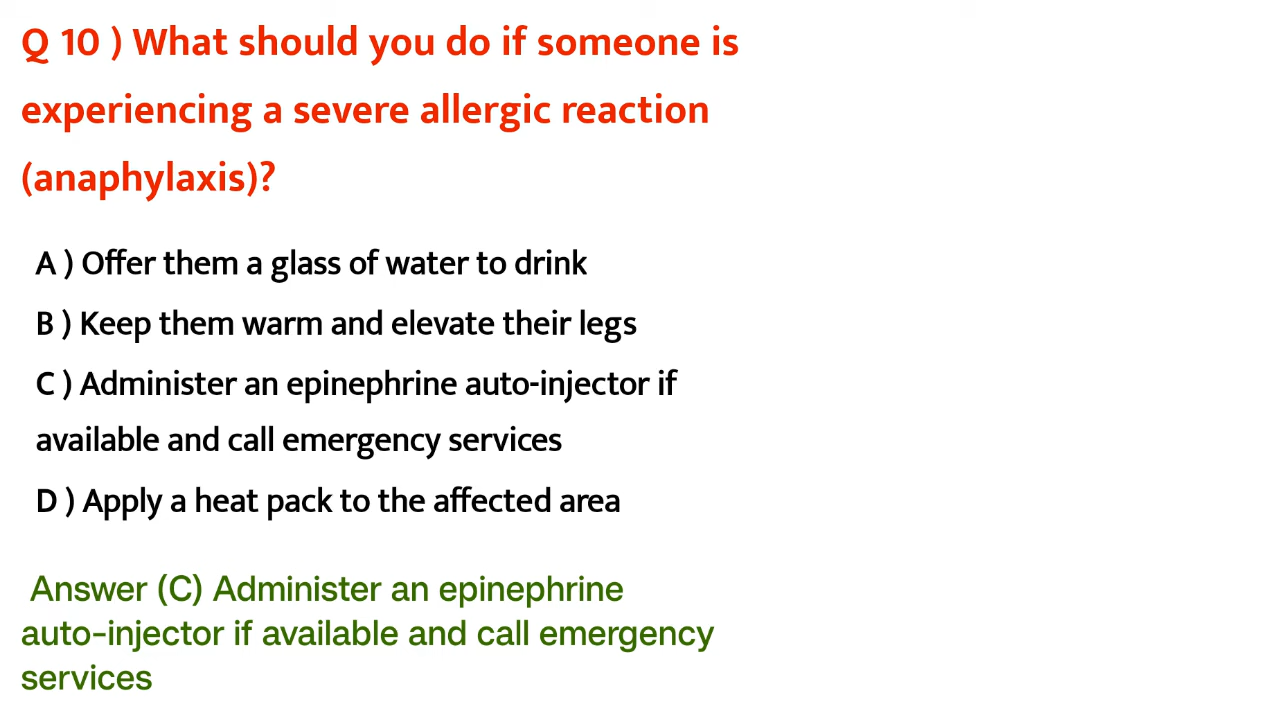 Q 10 ) What should you do if someone is
experiencing a severe allergic reaction
(anaphylaxis)?
A ) Offer them a glass of water to drink
B ) Keep them warm and elevate their legs
C ) Administer an epinephrine auto-injector if
available and call emergency services
D ) Apply a heat pack to the affected area
Answer (C) Administer an epinephrine
auto-injector if available and call emergency
services